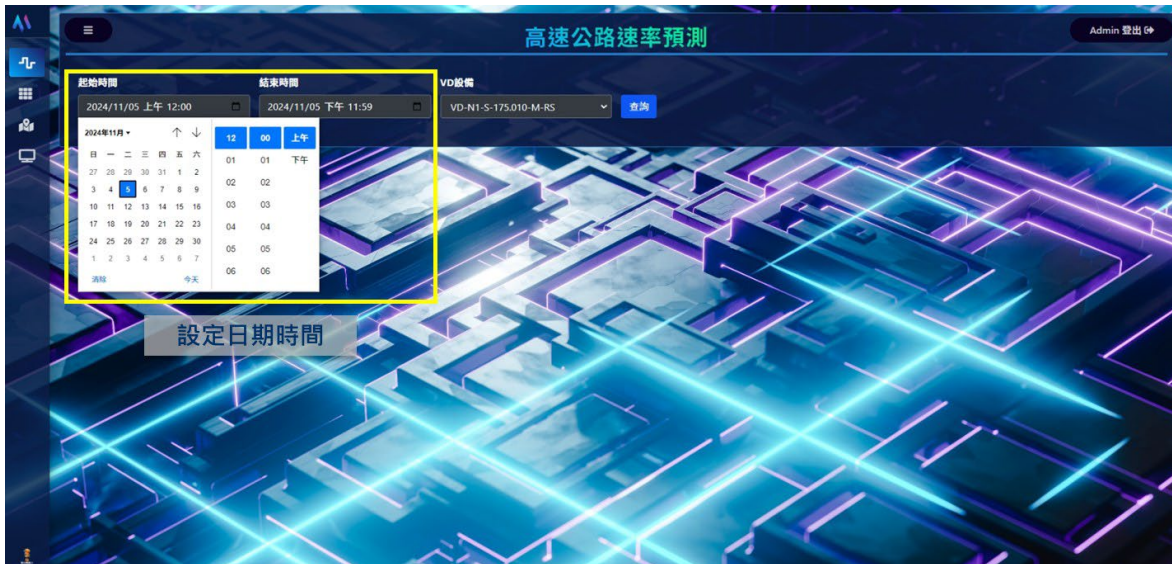 高速公路速率預測
Admin 登出
起始時間 結束時間 VD設備
2024/11/05 上午 12:00 2024/11/05 下午 11:59 VD-N1-S-175.010-M-RS 查詢
2024年11月
日 一 二 三 四 五 六
27 28 29 30 31 1 2
3 4 5 6 7 8 9
10 11 12 13 14 15 16
17 18 19 20 21 22 23
24 25 26 27 28 29 30
1 2 3 4 5 6 7
清除 今天
12 00 上午
01 01 下午
02 02
03 03
04 04
05 05
06 06
設定日期時間